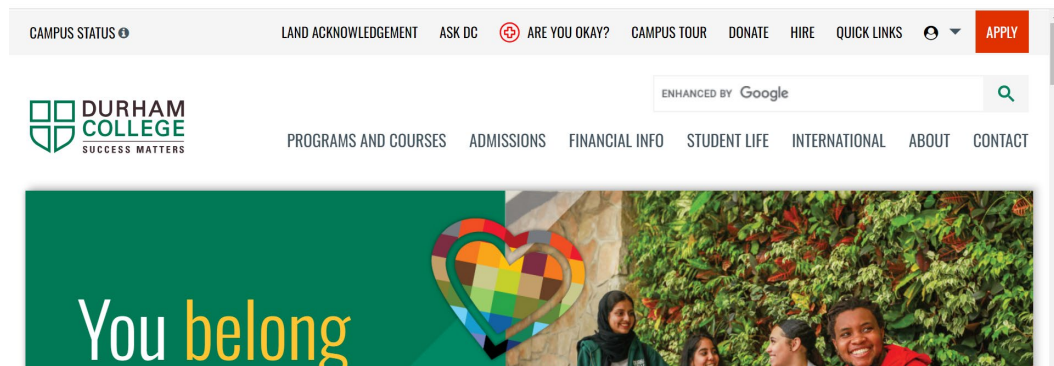 CAMPUS STATUS
LAND ACKNOWLEDGEMENT ASK DC ARE YOU OKAY? CAMPUS TOUR DONATE HIRE QUICK LINKS APPLY
ENHANCED BY Google
DURHAM
COLLEGE
SUCCESS MATTERS
PROGRAMS AND COURSES ADMISSIONS FINANCIAL INFO STUDENT LIFE INTERNATIONAL ABOUT CONTACT
You belong